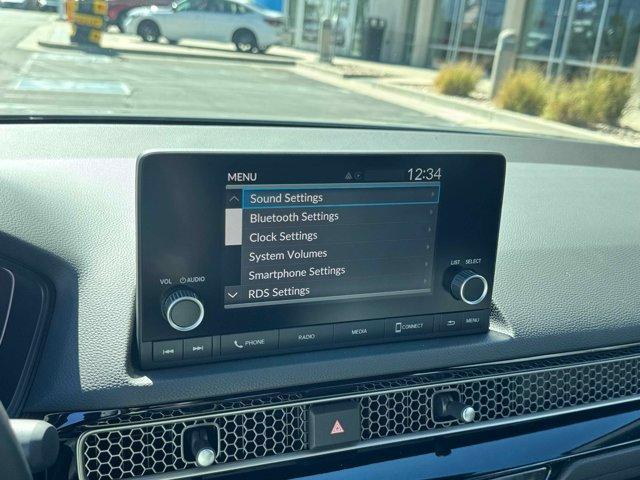 MENU 12:34
Sound Settings
Bluetooth Settings
Clock Settings
System Volumes
Smartphone Settings
RDS Settings
VOL AUDIO
LIST SELECT
PHONE RADIO MEDIA CONNECT MENU